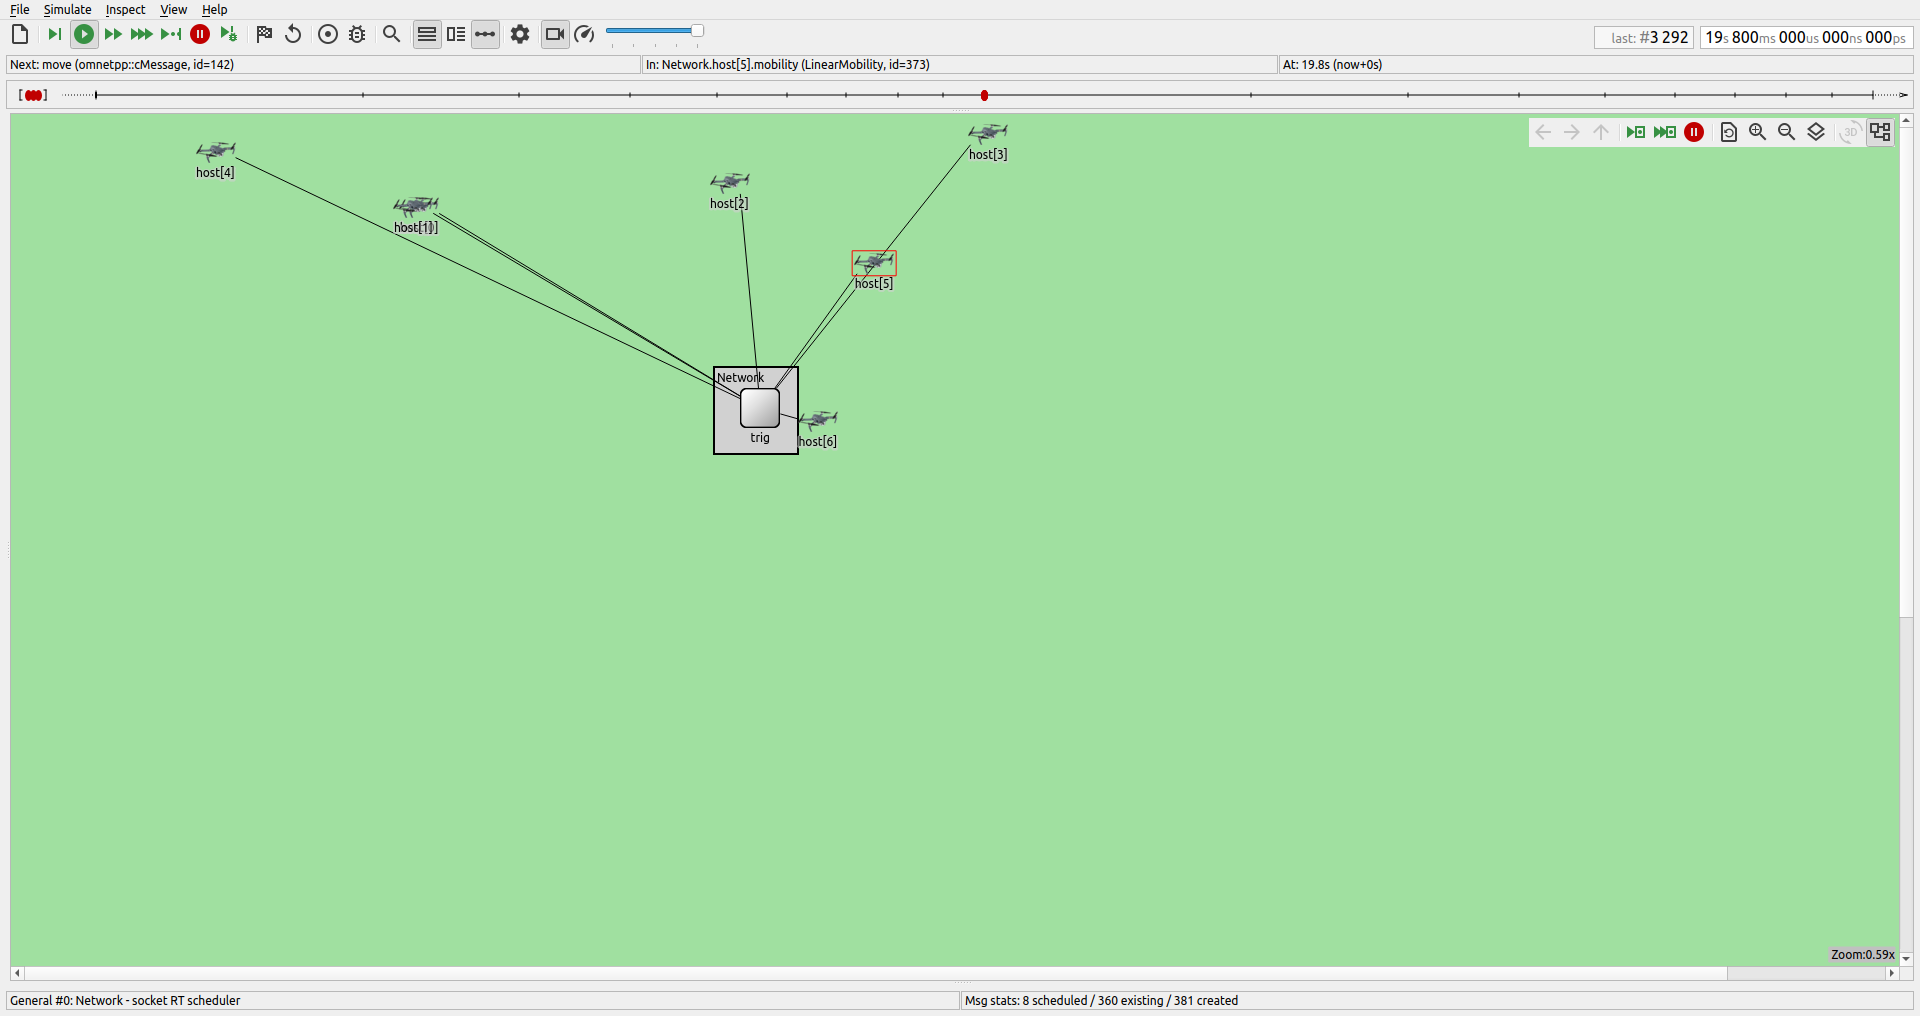 File Simulate Inspect View Help
last: #3 292
19s 800ms 000us 000ns 000ps
Next: move (omnetpp::cMessage, id=142)
In: Network.host[5].mobility (LinearMobility, id=373)
At: 19.8s (now+0s)
3D
host[3]
host[4]
host[2]
host[1]
host[5]
Network
trig
host[6]
Zoom:0.59x
General #0: Network - socket RT scheduler
Msg stats: 8 scheduled / 360 existing / 381 created